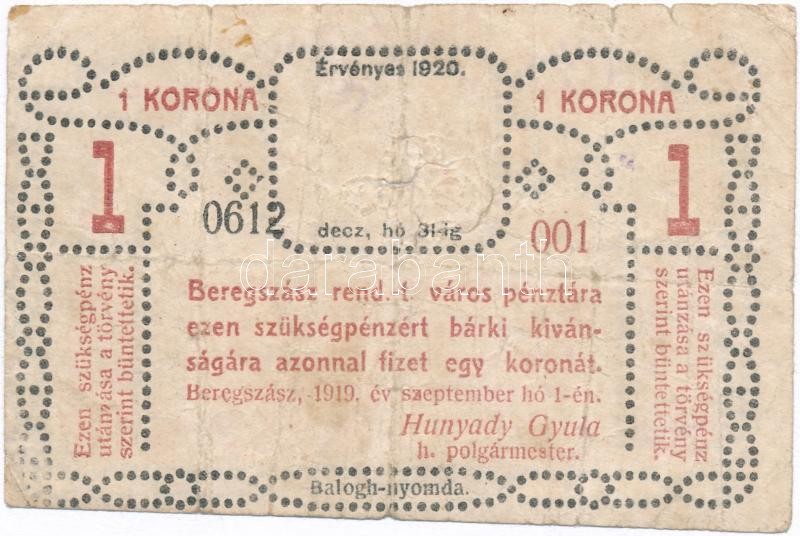 Érvényes 1920.
1 KORONA
1 KORONA
1
1
0612
decz, hó 31-ig
001
Beregszász rend.-t. város pénztára
ezen szükségpénzért bárki kiván-
ságára azonnal fizet egy koronát.
Beregszász, 1919. év szeptember hó 1-én.
Hunyady Gyula
h. polgármester.
Ezen szükségpénz
utánzása a törvény
szerint büntettetik.
Ezen szükségpénz
utánzása a törvény
szerint büntettetik.
Balogh-nyomda.
darabanth